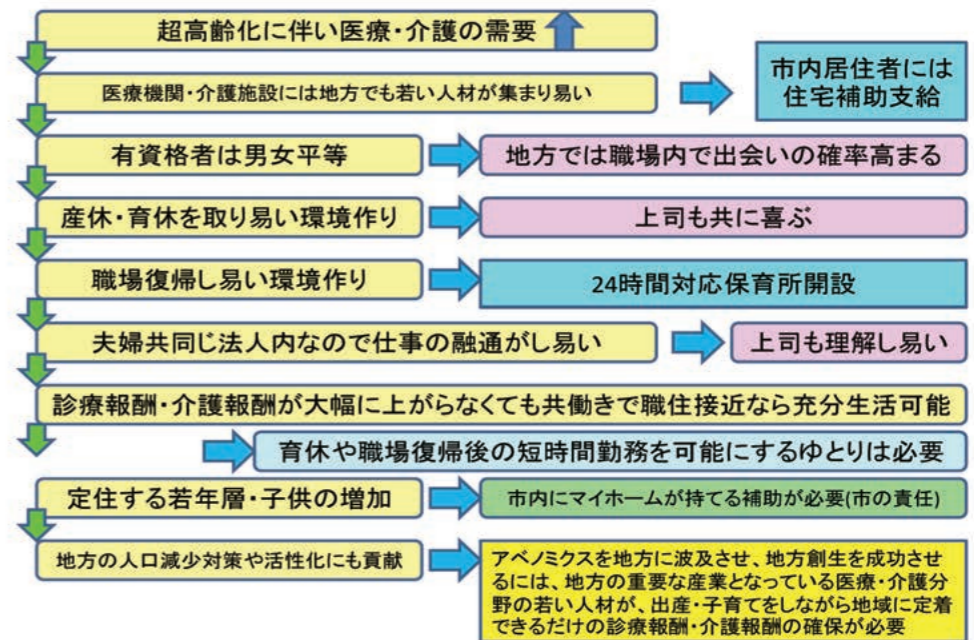 超高齢化に伴い医療・介護の需要
医療機関・介護施設には地方でも若い人材が集まり易い
市内居住者には
住宅補助支給
有資格者は男女平等
地方では職場内で出会いの確率高まる
産休・育休を取り易い環境作り
上司も共に喜ぶ
職場復帰し易い環境作り
24時間対応保育所開設
夫婦共同じ法人内なので仕事の融通がし易い
上司も理解し易い
診療報酬・介護報酬が大幅に上がらなくても共働きで職住接近なら充分生活可能
育休や職場復帰後の短時間勤務を可能にするゆとりは必要
定住する若年層・子供の増加
市内にマイホームが持てる補助が必要(市の責任)
地方の人口減少対策や活性化にも貢献
アベノミクスを地方に波及させ、地方創生を成功させ
るには、地方の重要な産業となっている医療・介護分
野の若い人材が、出産・子育てをしながら地域に定着
できるだけの診療報酬・介護報酬の確保が必要